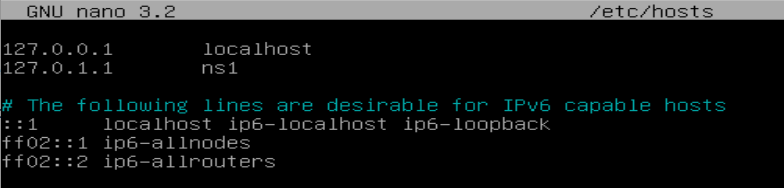 GNU nano 3.2 /etc/hosts
127.0.0.1 localhost
127.0.1.1 ns1
# The following lines are desirable for IPv6 capable hosts
::1 localhost ip6-localhost ip6-loopback
ff02::1 ip6-allnodes
ff02::2 ip6-allrouters